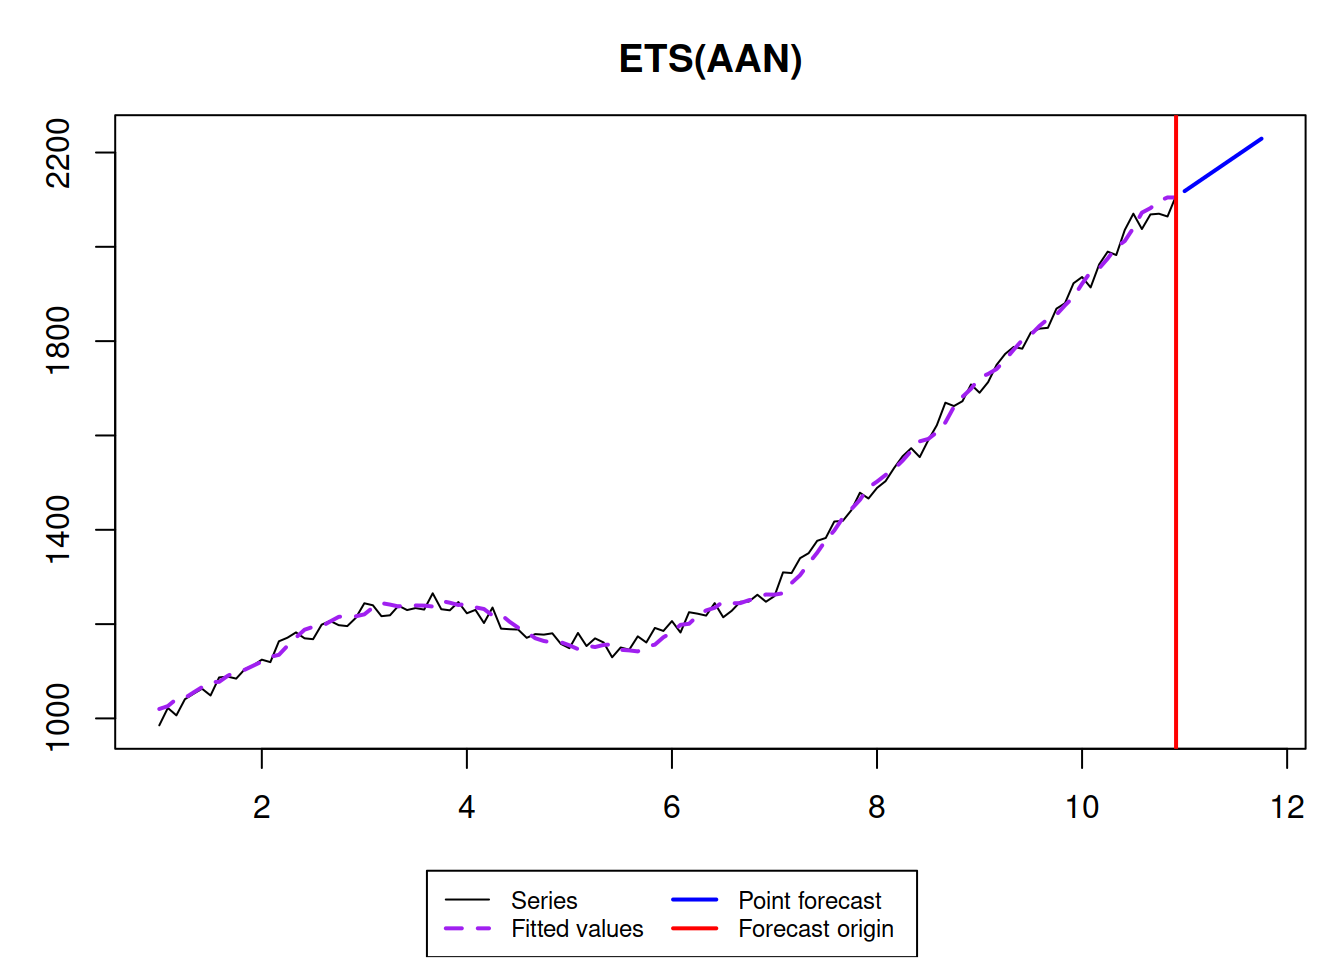 ETS(AAN)
2200
1800
1400
1000
2 4 6 8 10 12
Series Point forecast
Fitted values Forecast origin